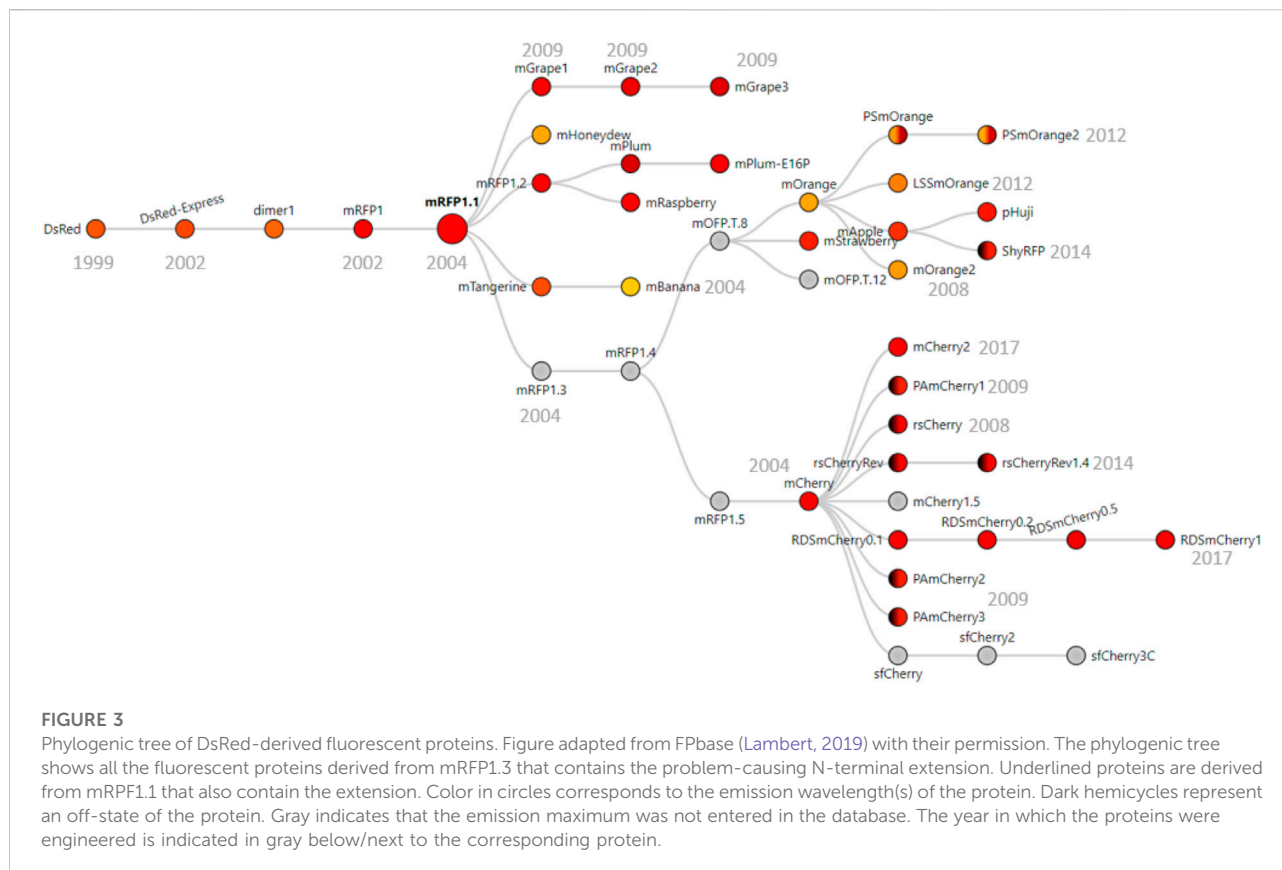 2009
2009
2009
mGrape1
mGrape2
mGrape3
mHoneydew
mPlum
mPlum-E16P
mRFP1.2
mRaspberry
DsRed
DsRed-Express
dimer1
mRFP1
mRFP1.1
1999
2002
2002
2004
mTangerine
mBanana
2004
mRFP1.3
2004
mRFP1.4
mOFP.T.8
mOrange
PSmOrange
PSmOrange2
2012
LSSmOrange
2012
mApple
pHuji
mStrawberry
ShyRFP
2014
mOFP.T.12
mOrange2
2008
mRFP1.5
2004
mCherry
mCherry2
2017
PAmCherry1
2009
rsCherry
2008
rsCherryRev
rsCherryRev1.4
2014
mCherry1.5
RDSmCherry0.1
RDSmCherry0.2
RDSmCherry0.5
RDSmCherry1
2017
PAmCherry2
2009
PAmCherry3
sfCherry
sfCherry2
sfCherry3C
FIGURE 3
Phylogenic tree of DsRed-derived fluorescent proteins. Figure adapted from FPbase (Lambert, 2019) with their permission. The phylogenic tree
shows all the fluorescent proteins derived from mRFP1.3 that contains the problem-causing N-terminal extension. Underlined proteins are derived
from mRPF1.1 that also contain the extension. Color in circles corresponds to the emission wavelength(s) of the protein. Dark hemicycles represent
an off-state of the protein. Gray indicates that the emission maximum was not entered in the database. The year in which the proteins were
engineered is indicated in gray below/next to the corresponding protein.